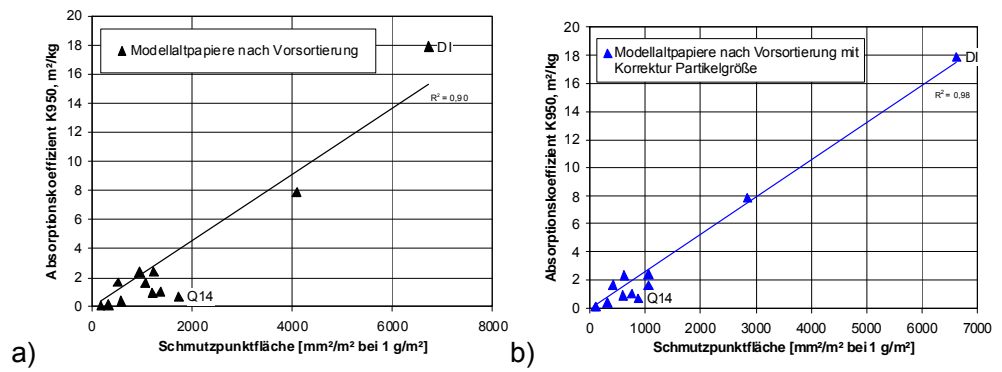 a)
Absorptionskoeffizient K950, m²/kg
20
18
16
14
12
10
8
6
4
2
0
Modellaltpapiere nach Vorsortierung
DI
R² = 0,90
Q14
0 2000 4000 6000 8000
Schmutzpunktfläche [mm²/m² bei 1 g/m²]
b)
Absorptionskoeffizient K950, m²/kg
20
18
16
14
12
10
8
6
4
2
0
Modellaltpapiere nach Vorsortierung mit
Korrektur Partikelgröße
DI
R² = 0,98
Q14
0 1000 2000 3000 4000 5000 6000 7000
Schmutzpunktfläche [mm²/m² bei 1 g/m²]